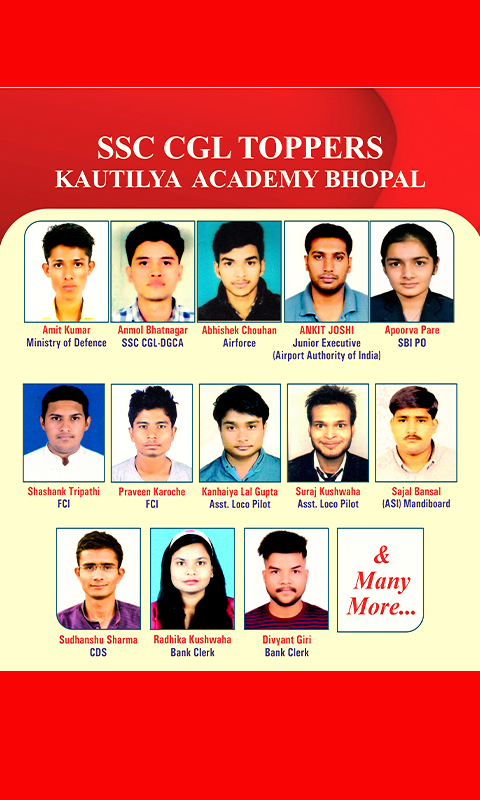 SSC CGL TOPPERS
KAUTILYA ACADEMY BHOPAL
Amit Kumar
Ministry of Defence
Anmol Bhatnagar
SSC CGL-DGCA
Abhishek Chouhan
Airforce
ANKIT JOSHI
Junior Executive
(Airport Authority of India)
Apoorva Pare
SBI PO
Shashank Tripathi
FCI
Praveen Karoche
FCI
Kanhaiya Lal Gupta
Asst. Loco Pilot
Suraj Kushwaha
Asst. Loco Pilot
Sajal Bansal
(ASI) Mandiboard
Sudhanshu Sharma
CDS
Radhika Kushwaha
Bank Clerk
Divyant Giri
Bank Clerk
&
Many
More...